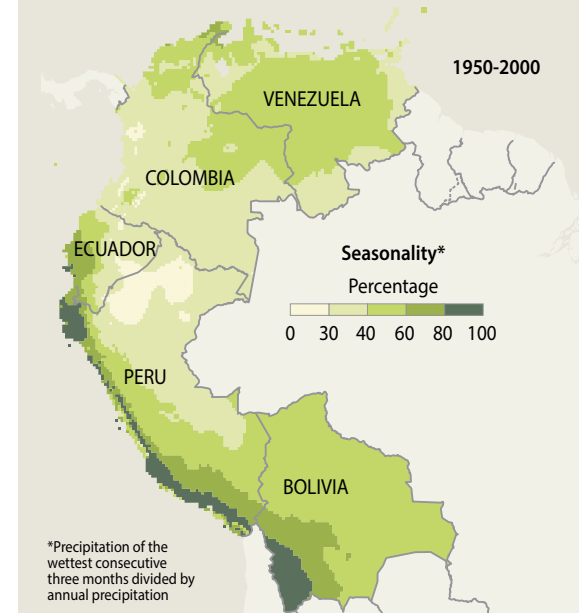 1950-2000
VENEZUELA
COLOMBIA
ECUADOR
Seasonality*
Percentage
0 30 40 60 80 100
PERU
BOLIVIA
*Precipitation of the
wettest consecutive
three months divided by
annual precipitation